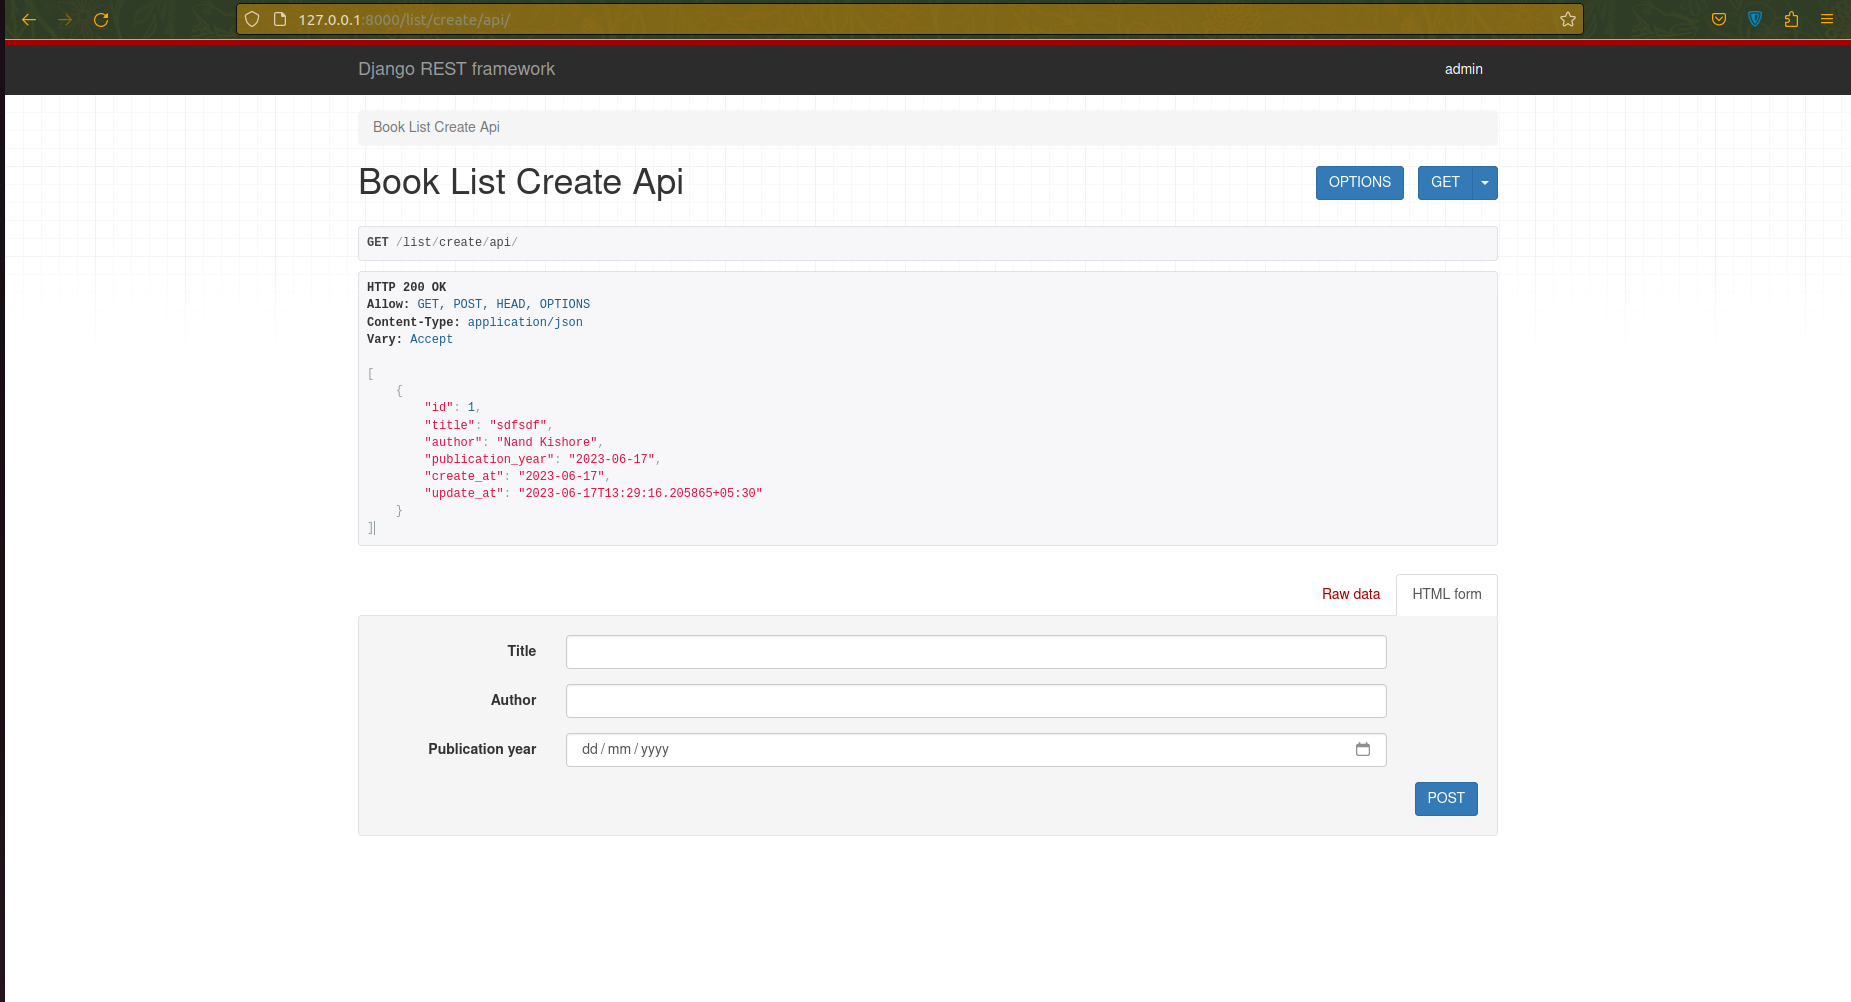 127.0.0.1:8000/list/create/api/
Django REST framework
admin
Book List Create Api
Book List Create Api
OPTIONS
GET
GET /list/create/api/
HTTP 200 OK
Allow: GET, POST, HEAD, OPTIONS
Content-Type: application/json
Vary: Accept
[
    {
        "id": 1,
        "title": "sdfsdf",
        "author": "Nand Kishore",
        "publication_year": "2023-06-17",
        "create_at": "2023-06-17",
        "update_at": "2023-06-17T13:29:16.205865+05:30"
    }
]
Raw data
HTML form
Title
Author
Publication year
dd/mm/yyyy
POST